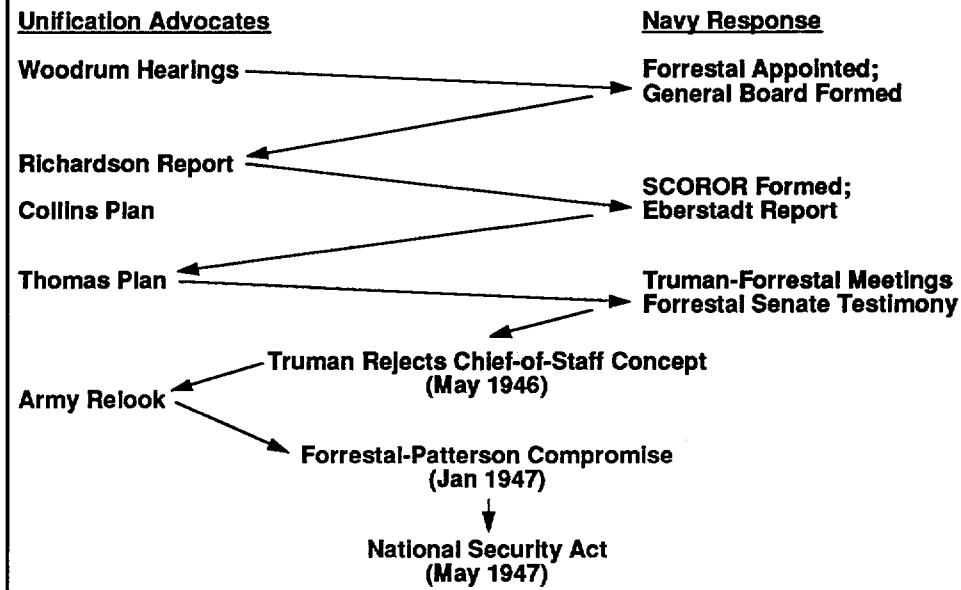 Unification Advocates
Navy Response
Woodrum Hearings
Forrestal Appointed;
General Board Formed
Richardson Report
SCOROR Formed;
Eberstadt Report
Collins Plan
Thomas Plan
Truman-Forrestal Meetings
Forrestal Senate Testimony
Truman Rejects Chief-of-Staff Concept
(May 1946)
Army Relook
Forrestal-Patterson Compromise
(Jan 1947)
National Security Act
(May 1947)